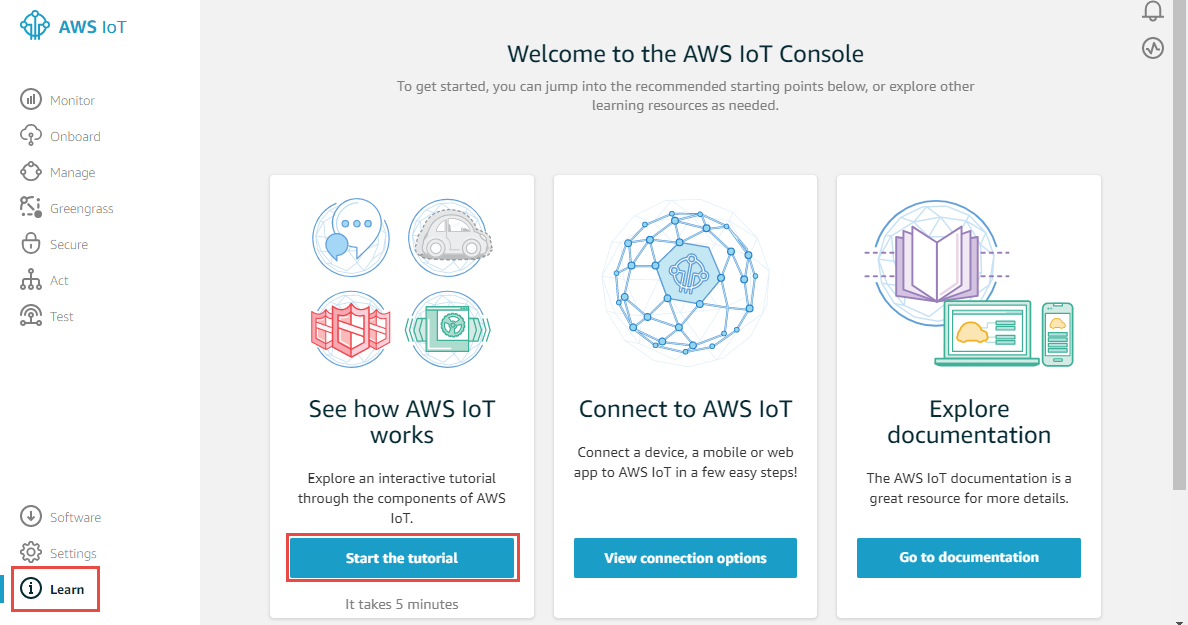 AWS IoT
Monitor
Onboard
Manage
Greengrass
Secure
Act
Test
Software
Settings
Learn
Welcome to the AWS IoT Console
To get started, you can jump into the recommended starting points below, or explore other
learning resources as needed.
See how AWS IoT
works
Explore an interactive tutorial
through the components of AWS
IoT.
Start the tutorial
It takes 5 minutes
Connect to AWS IoT
Connect a device, a mobile or web
app to AWS IoT in a few easy steps!
View connection options
Explore
documentation
The AWS IoT documentation is a
great resource for more details.
Go to documentation